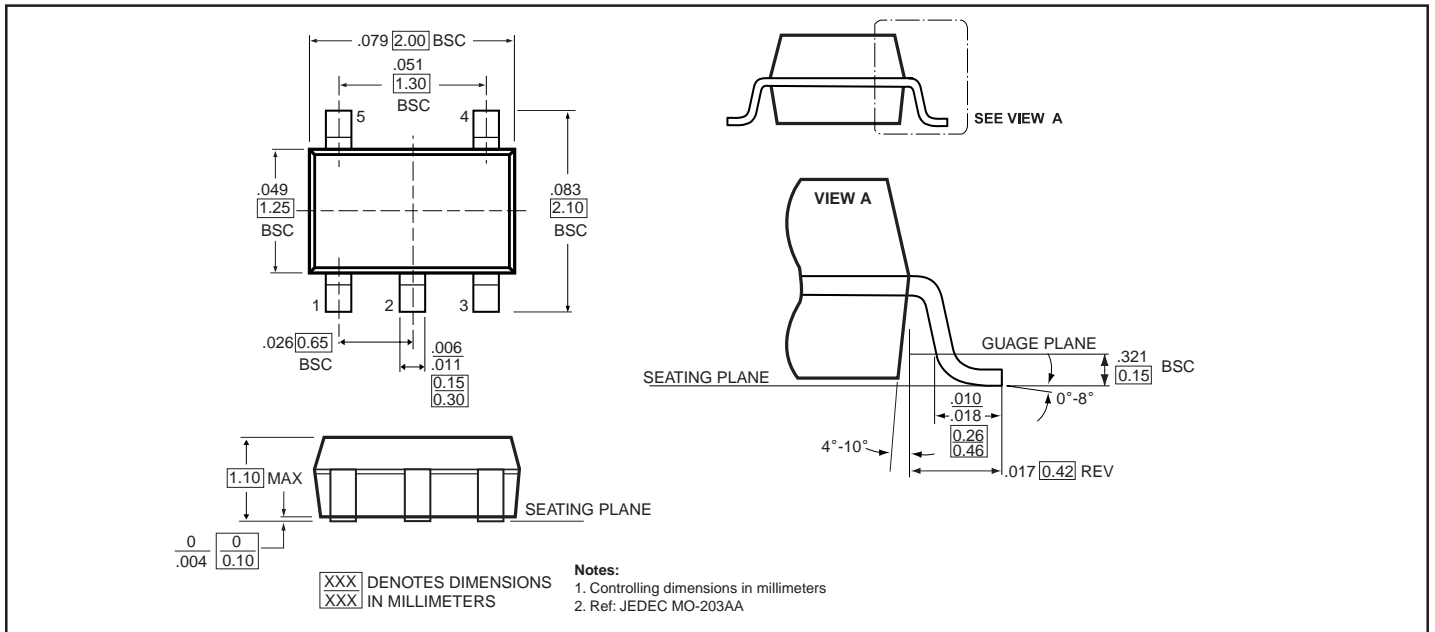 .079 2.00 BSC
.051
1.30
BSC
5
4
.049
1.25
BSC
.083
2.10
BSC
1
2
3
.026 0.65
BSC
.006
.011
0.15
0.30
1.10 MAX
SEATING PLANE
0
.004
0
0.10
XXX
XXX
DENOTES DIMENSIONS
IN MILLIMETERS
Notes:
1. Controlling dimensions in millimeters
2. Ref: JEDEC MO-203AA
SEE VIEW A
VIEW A
GUAGE PLANE
SEATING PLANE
.321
0.15
BSC
0°-8°
.010
.018
0.26
0.46
4°-10°
.017 0.42 REV